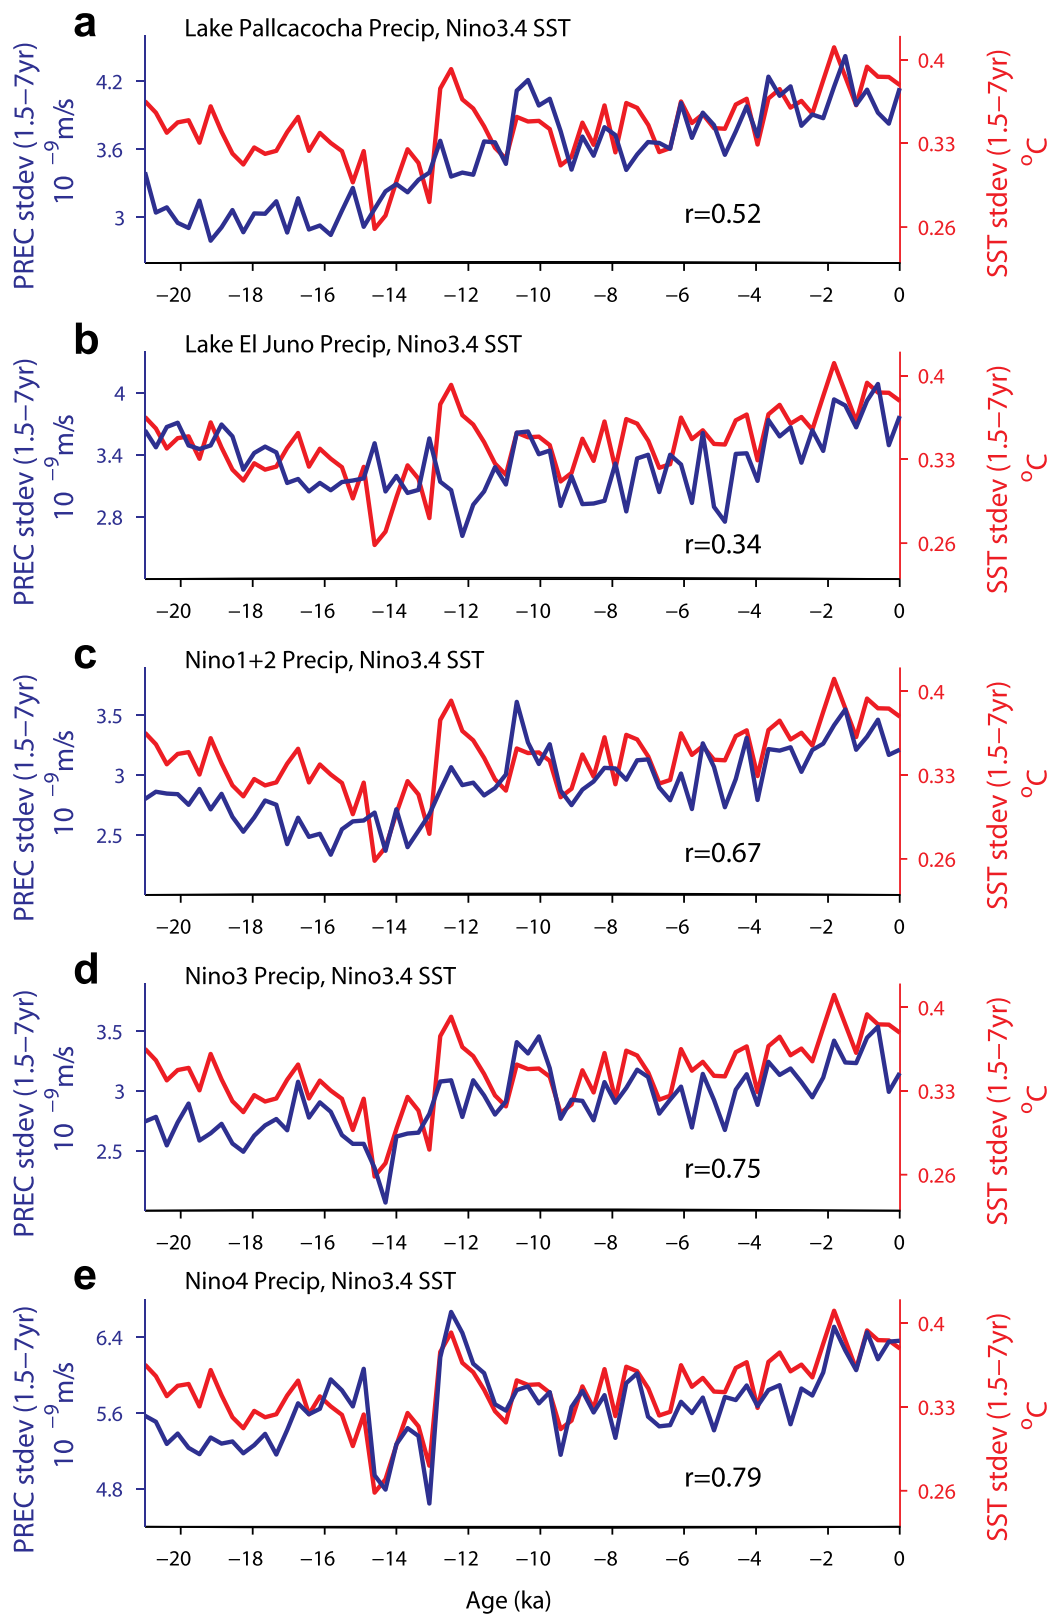 a
Lake Pallcacocha Precip, Nino3.4 SST
PREC stdev (1.5−7yr)
10 −9 m/s
4.2
3.6
3
0.4
0.33
0.26
SST stdev (1.5−7yr)
oC
r=0.52
−20 −18 −16 −14 −12 −10 −8 −6 −4 −2 0
b
Lake El Juno Precip, Nino3.4 SST
PREC stdev (1.5−7yr)
10 −9 m/s
4
3.4
2.8
0.4
0.33
0.26
SST stdev (1.5−7yr)
oC
r=0.34
−20 −18 −16 −14 −12 −10 −8 −6 −4 −2 0
c
Nino1+2 Precip, Nino3.4 SST
PREC stdev (1.5−7yr)
10 −9 m/s
3.5
3
2.5
0.4
0.33
0.26
SST stdev (1.5−7yr)
oC
r=0.67
−20 −18 −16 −14 −12 −10 −8 −6 −4 −2 0
d
Nino3 Precip, Nino3.4 SST
PREC stdev (1.5−7yr)
10 −9 m/s
3.5
3
2.5
0.4
0.33
0.26
SST stdev (1.5−7yr)
oC
r=0.75
−20 −18 −16 −14 −12 −10 −8 −6 −4 −2 0
e
Nino4 Precip, Nino3.4 SST
PREC stdev (1.5−7yr)
10 −9 m/s
6.4
5.6
4.8
0.4
0.33
0.26
SST stdev (1.5−7yr)
oC
r=0.79
−20 −18 −16 −14 −12 −10 −8 −6 −4 −2 0
Age (ka)